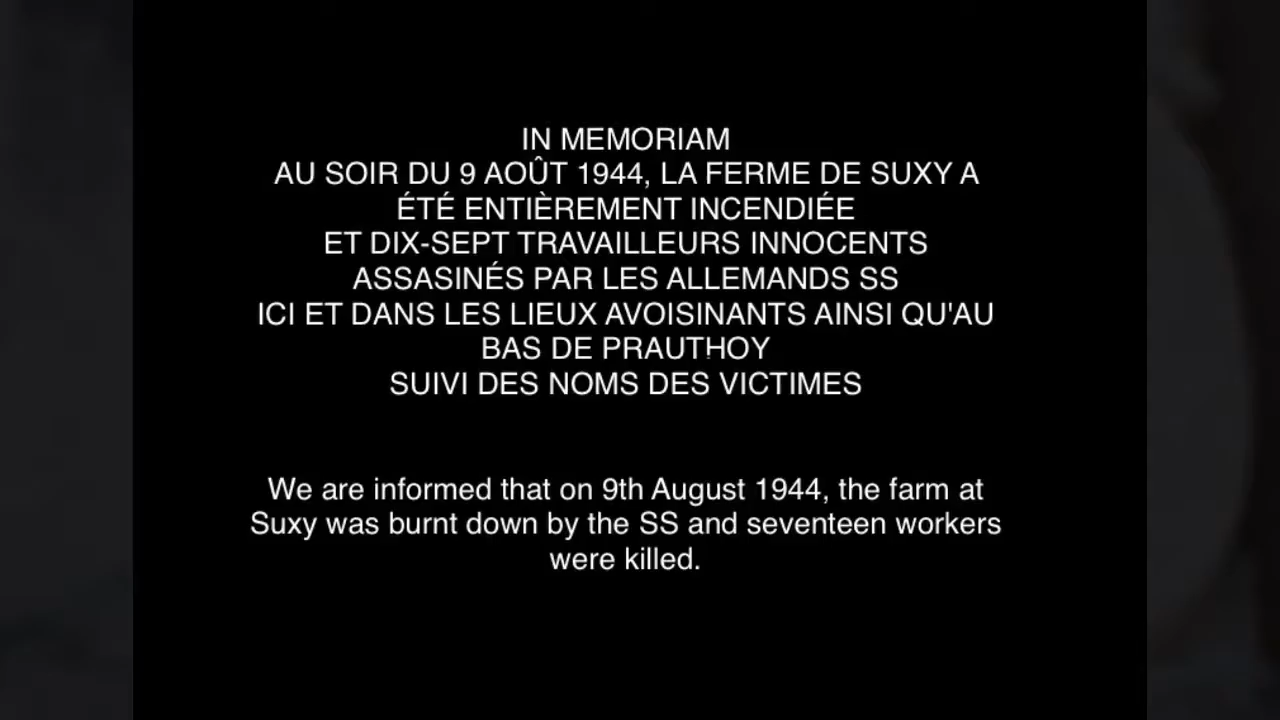 IN MEMORIAM
AU SOIR DU 9 AOÛT 1944, LA FERME DE SUXY A
ÉTÉ ENTIÈREMENT INCENDIÉE
ET DIX-SEPT TRAVAILLEURS INNOCENTS
ASSASINÉS PAR LES ALLEMANDS SS
ICI ET DANS LES LIEUX AVOISINANTS AINSI QU'AU
BAS DE PRAUTHOY
SUIVI DES NOMS DES VICTIMES
We are informed that on 9th August 1944, the farm at
Suxy was burnt down by the SS and seventeen workers
were killed.